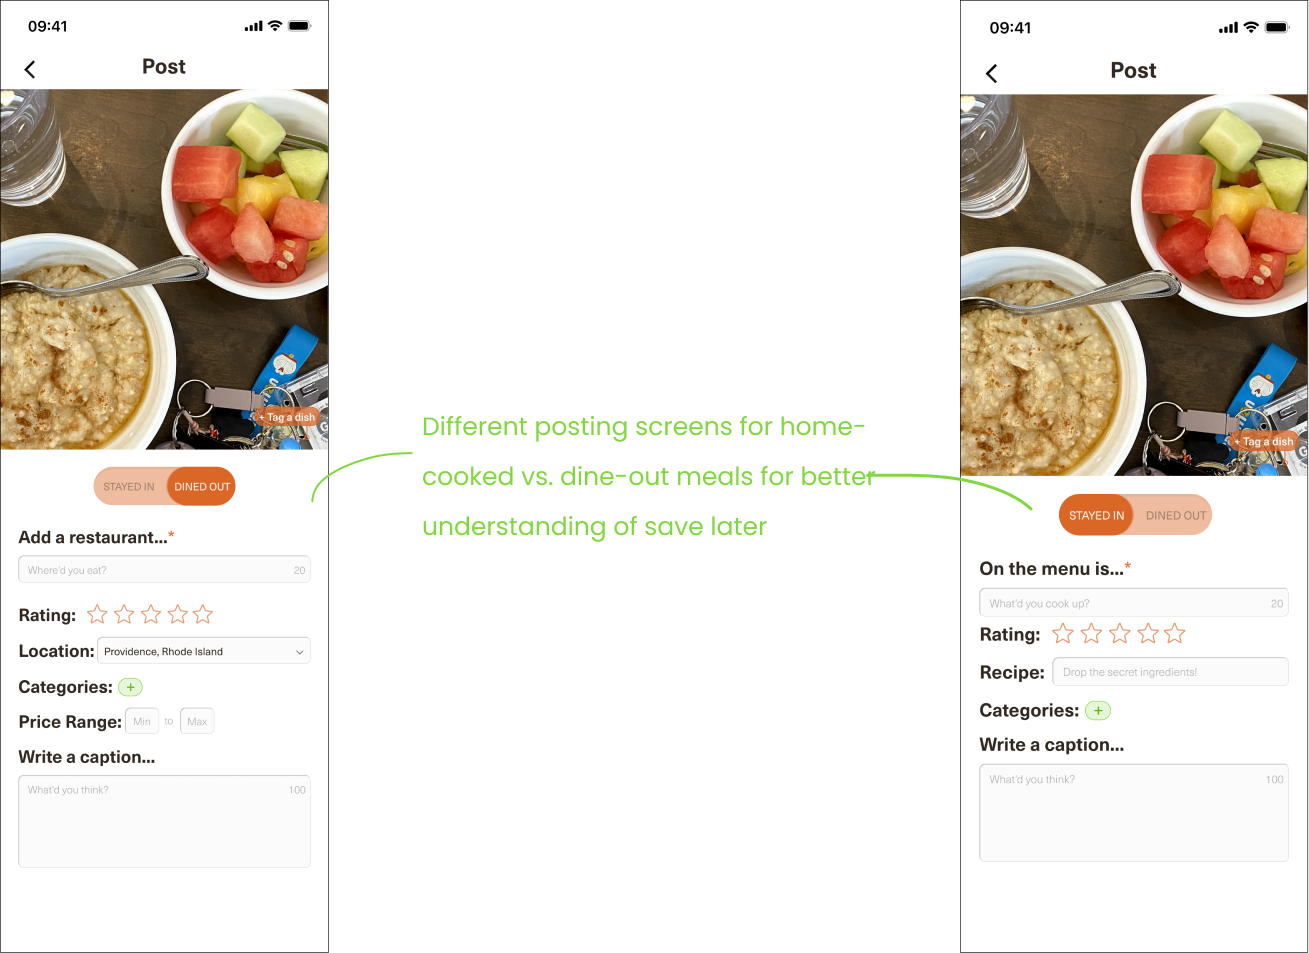 09:41
Post
+ Tag a dish
STAYED IN
DINED OUT
Add a restaurant...*
Where'd you eat?
20
Rating:
Location:
Providence, Rhode Island
Categories:
+
Price Range:
Min
to
Max
Write a caption...
What'd you think?
100
Different posting screens for home-
cooked vs. dine-out meals for better
understanding of save later
09:41
Post
+ Tag a dish
STAYED IN
DINED OUT
On the menu is...*
What'd you cook up?
20
Rating:
Recipe:
Drop the secret ingredients!
Categories:
+
Write a caption...
What'd you think?
100